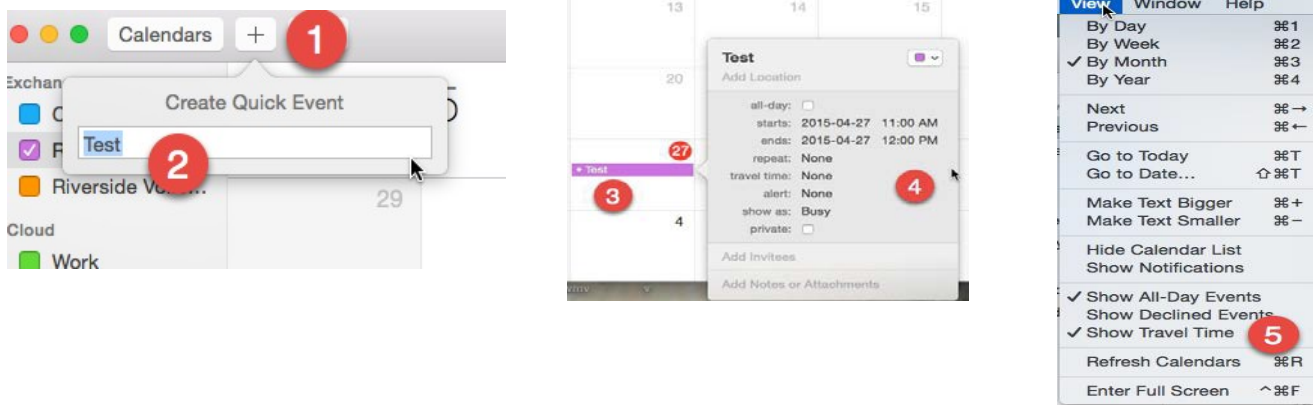 Calendars + 1
Exchan
Create Quick Event
Test
2
Riverside
29
Cloud
Work
13 14 15
20
27
Test
3
4
Test
Add Location
all-day:
starts: 2015-04-27 11:00 AM
ends: 2015-04-27 12:00 PM
repeat: None
travel time: None
alert: None
show as: Busy
private:
4
Add Invitees
Add Notes or Attachments
View Window Help
By Day ⌘1
By Week ⌘2
✓ By Month ⌘3
By Year ⌘4
Next ⌘→
Previous ⌘←
Go to Today ⌘T
Go to Date... ⇧⌘T
Make Text Bigger ⌘+
Make Text Smaller ⌘−
Hide Calendar List
Show Notifications
✓ Show All-Day Events
Show Declined Events
✓ Show Travel Time 5
Refresh Calendars ⌘R
Enter Full Screen ^⌘F